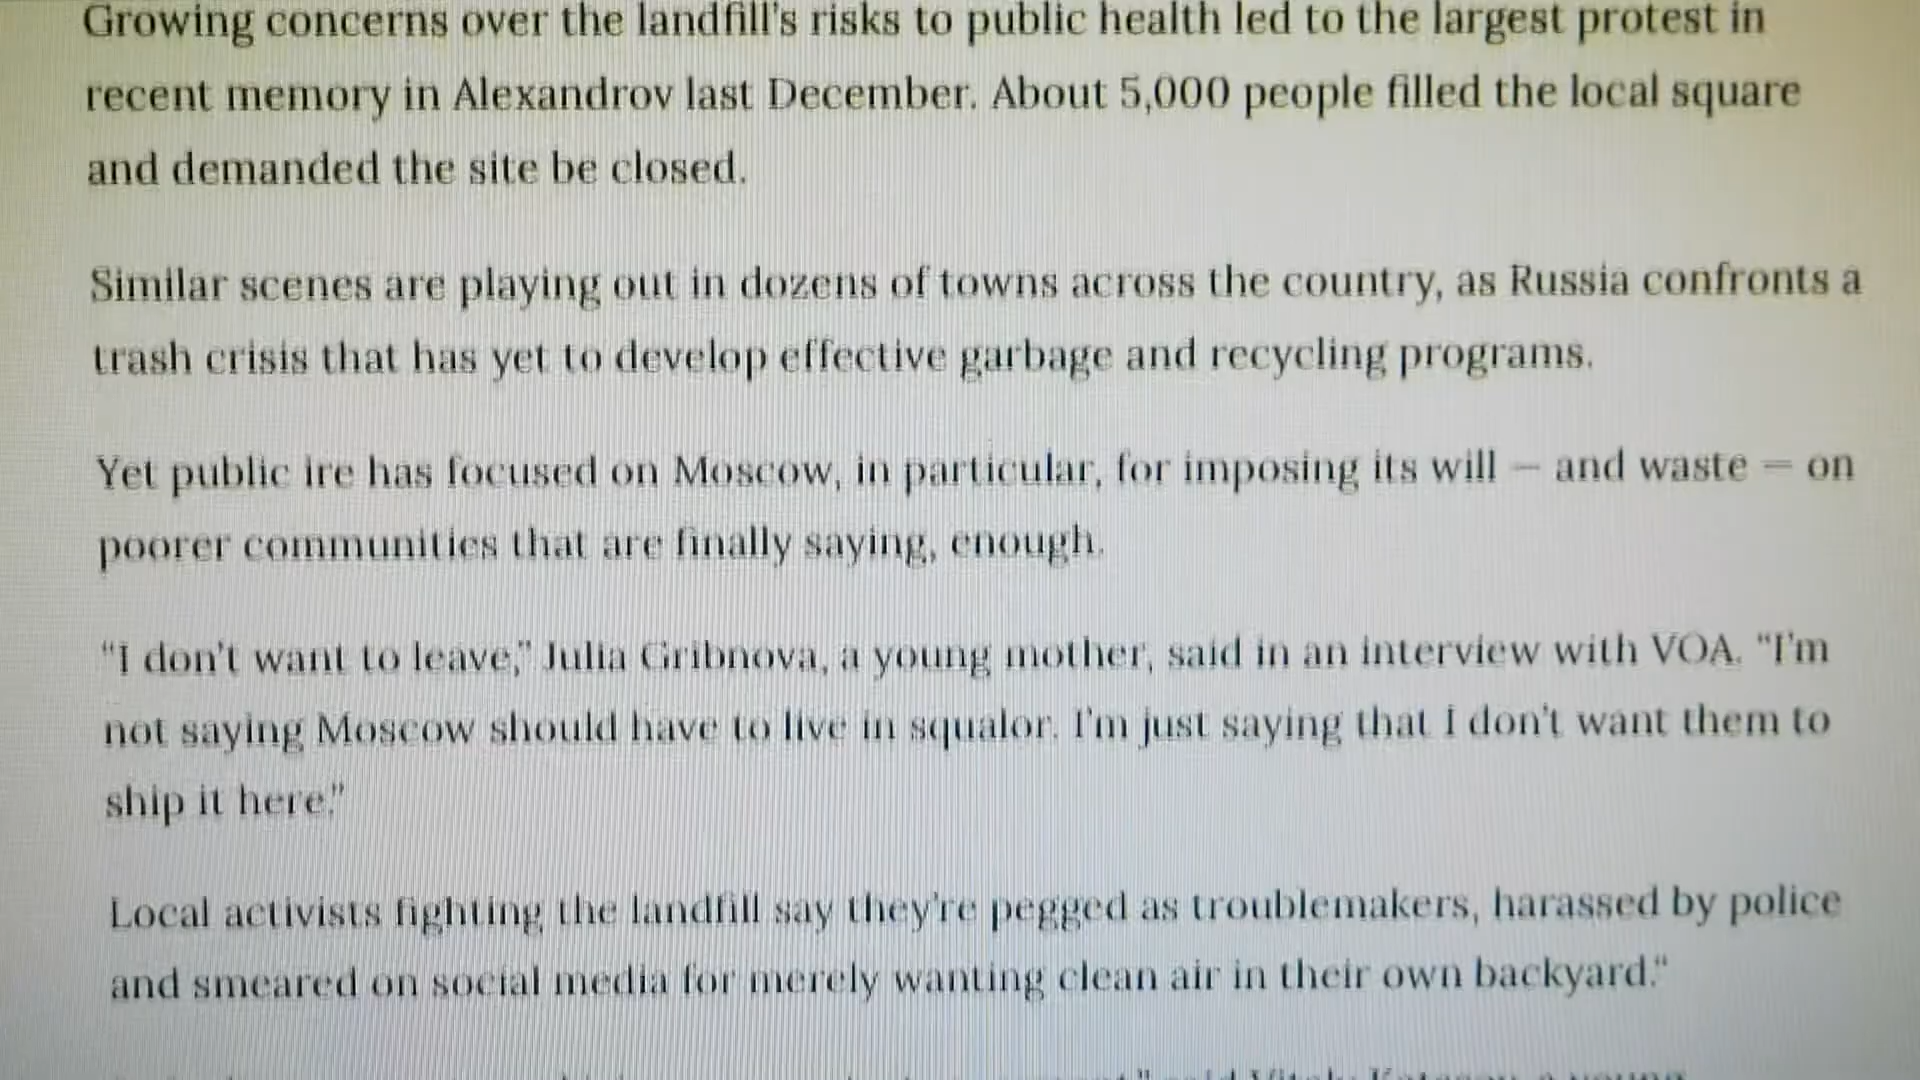 Growing concerns over the landfill's risks to public health led to the largest protest in
recent memory in Alexandrov last December. About 5,000 people filled the local square
and demanded the site be closed.
Similar scenes are playing out in dozens of towns across the country, as Russia confronts a
trash crisis that has yet to develop effective garbage and recycling programs.
Yet public ire has focused on Moscow, in particular, for imposing its will — and waste — on
poorer communities that are finally saying, enough.
"I don't want to leave," Julia Gribnova, a young mother, said in an interview with VOA. "I'm
not saying Moscow should have to live in squalor. I'm just saying that I don't want them to
ship it here."
Local activists fighting the landfill say they're pegged as troublemakers, harassed by police
and smeared on social media for merely wanting clean air in their own backyard."